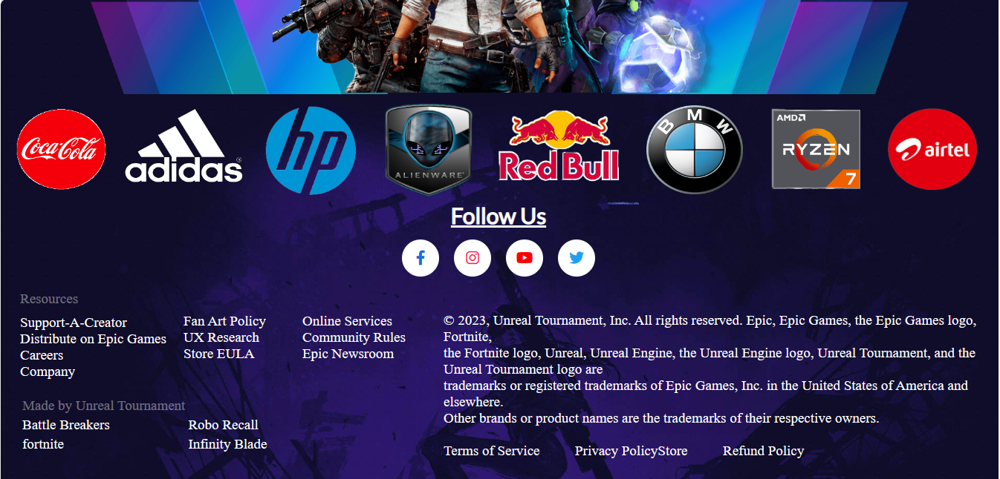 Coca-Cola
adidas
hp
ALIENWARE
Red Bull
BMW
AMD
RYZEN
7
airtel
Follow Us
Resources
Support-A-Creator
Distribute on Epic Games
Careers
Company
Fan Art Policy
UX Research
Store EULA
Online Services
Community Rules
Epic Newsroom
Made by Unreal Tournament
Battle Breakers
fortnite
Robo Recall
Infinity Blade
© 2023, Unreal Tournament, Inc. All rights reserved. Epic, Epic Games, the Epic Games logo,
Fortnite,
the Fortnite logo, Unreal, Unreal Engine, the Unreal Engine logo, Unreal Tournament, and the
Unreal Tournament logo are
trademarks or registered trademarks of Epic Games, Inc. in the United States of America and
elsewhere.
Other brands or product names are the trademarks of their respective owners.
Terms of Service Privacy PolicyStore Refund Policy